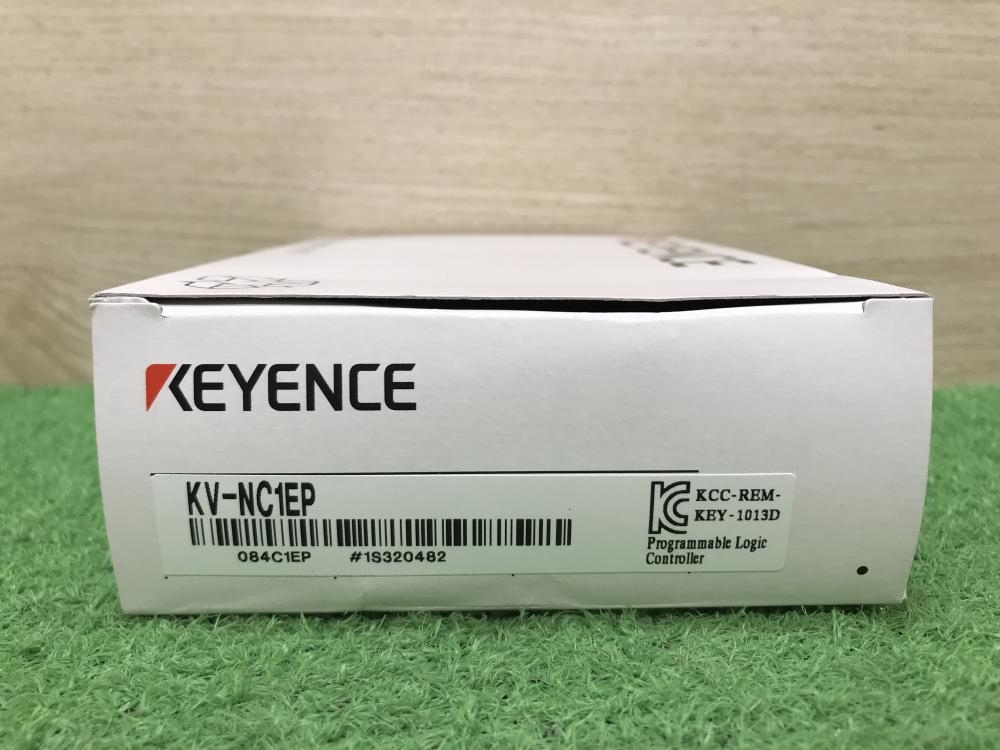 KEYENCE
KV-NC1EP
084C1EP #1S320482
KCC-REM-
KEY-1013D
Programmable Logic
Controller